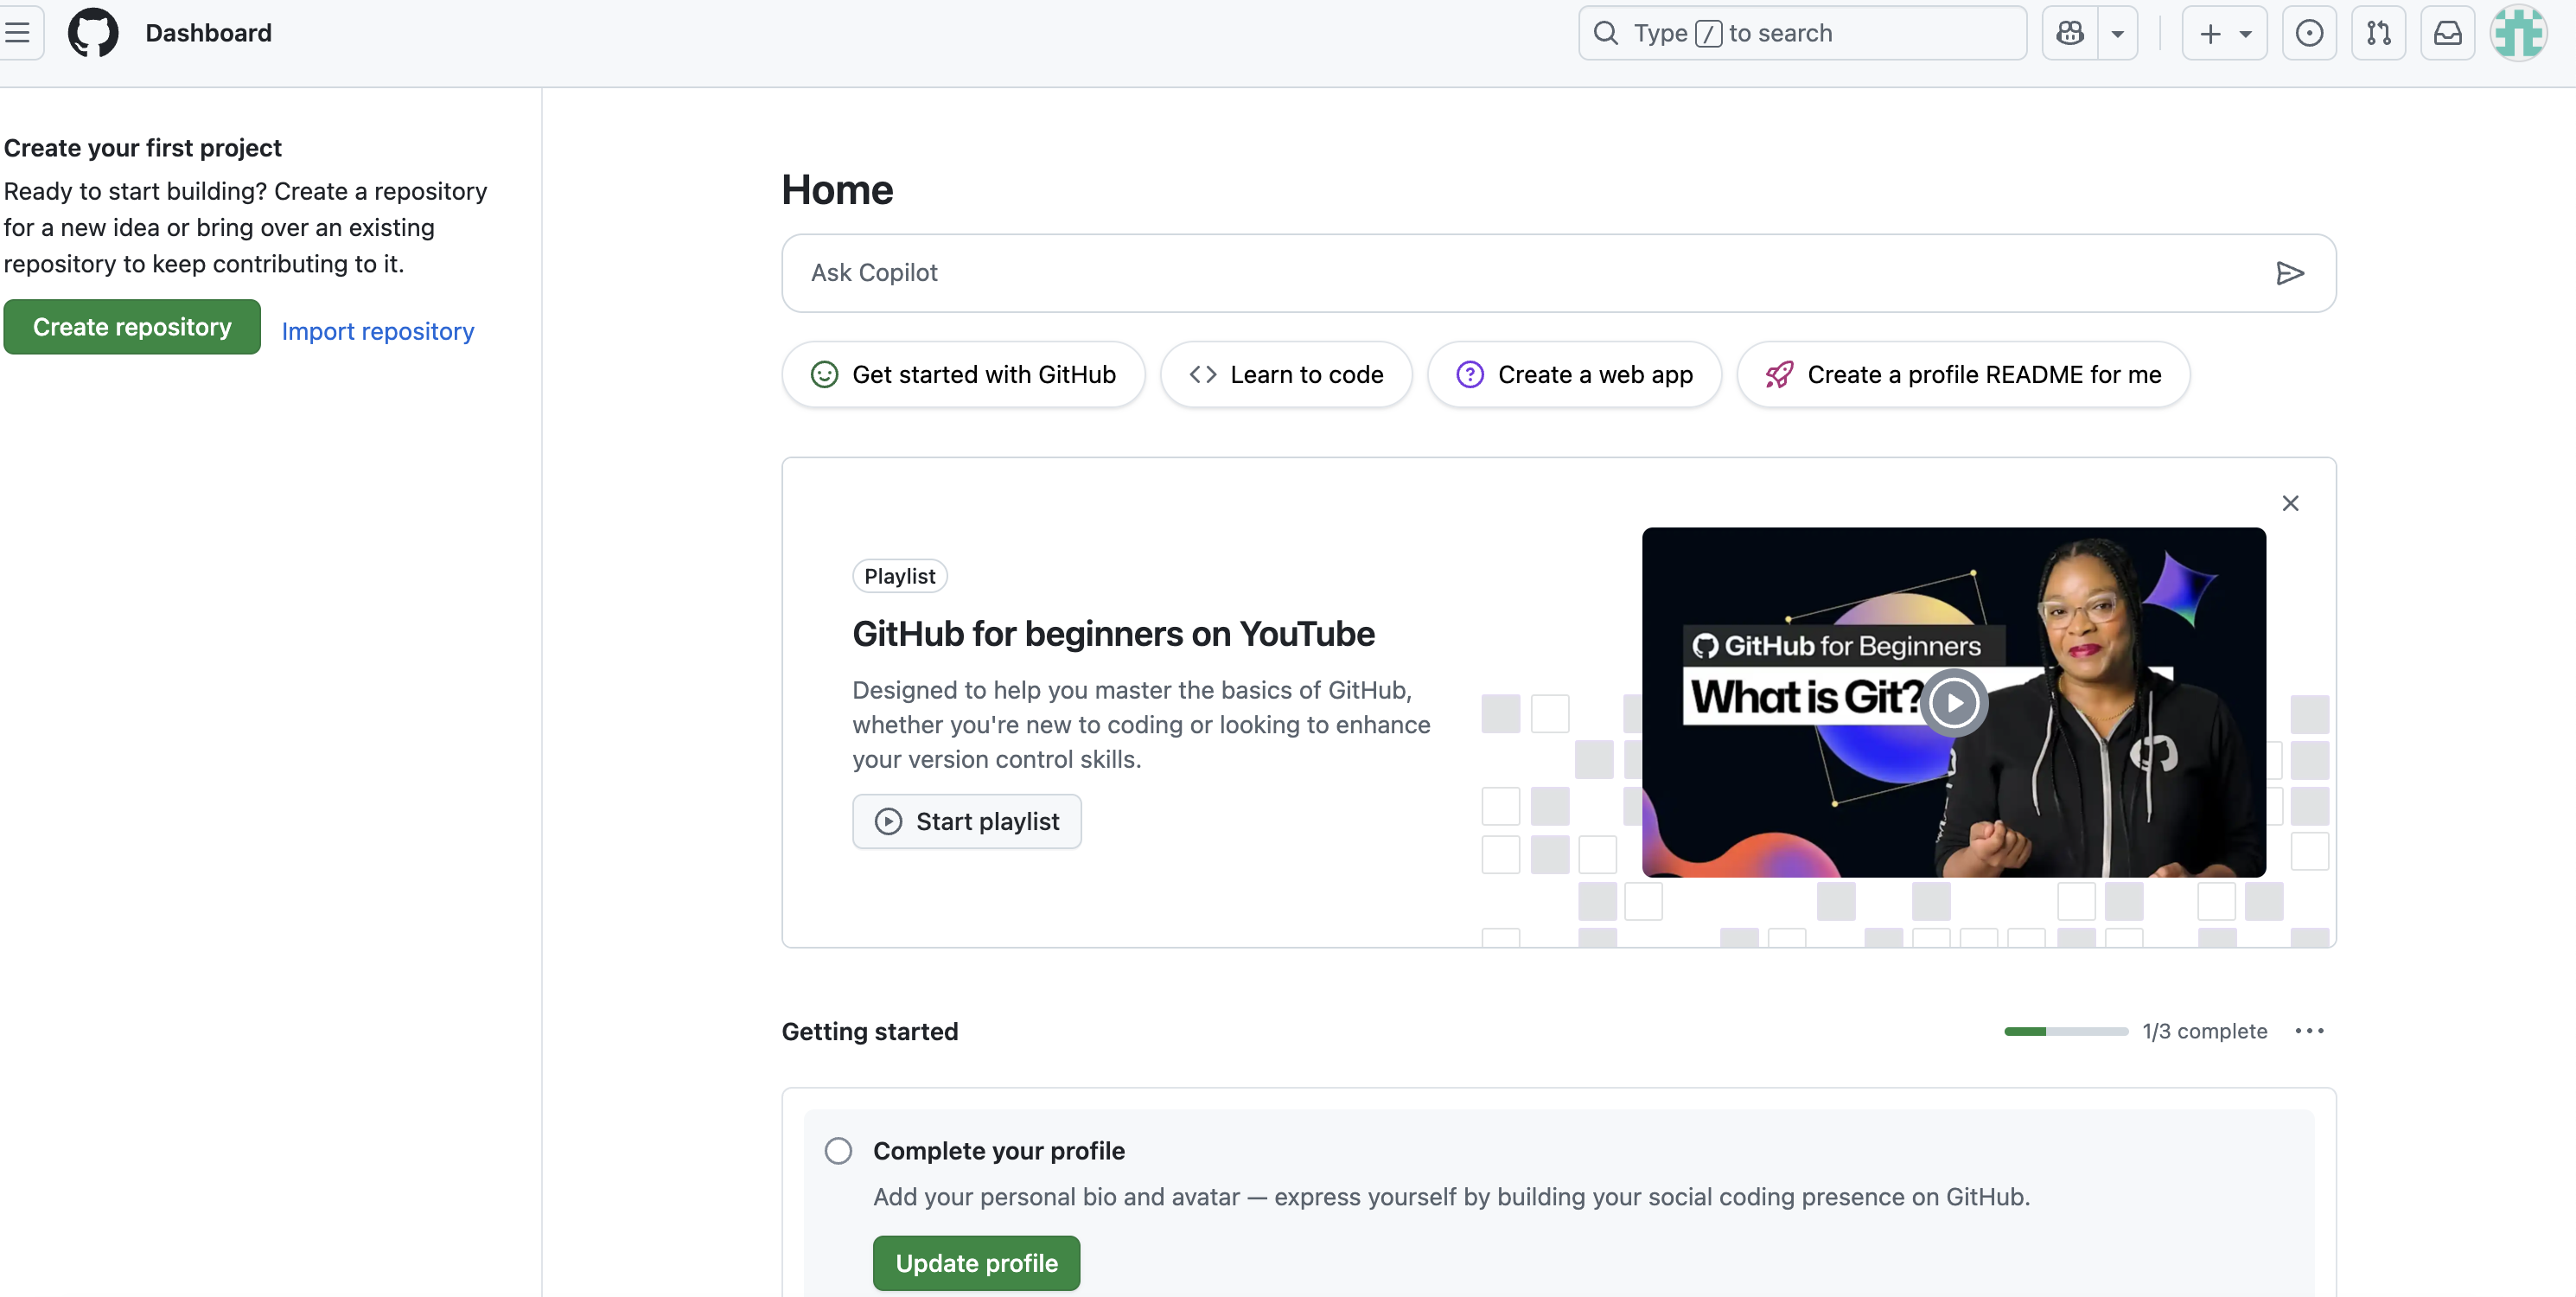 Dashboard
Type / to search
Create your first project
Ready to start building? Create a repository
for a new idea or bring over an existing
repository to keep contributing to it.
Create repository
Import repository
Home
Ask Copilot
Get started with GitHub
Learn to code
Create a web app
Create a profile README for me
Playlist
GitHub for beginners on YouTube
Designed to help you master the basics of GitHub,
whether you're new to coding or looking to enhance
your version control skills.
Start playlist
GitHub for Beginners
What is Git?
Getting started
1/3 complete
Complete your profile
Add your personal bio and avatar — express yourself by building your social coding presence on GitHub.
Update profile